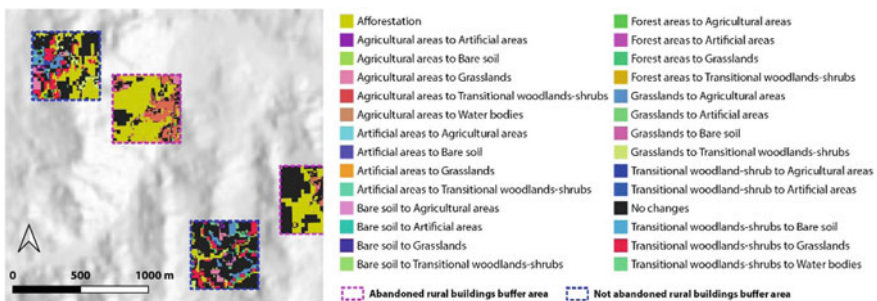 Afforestation
Agricultural areas to Artificial areas
Agricultural areas to Bare soil
Agricultural areas to Grasslands
Agricultural areas to Transitional woodlands-shrubs
Agricultural areas to Water bodies
Artificial areas to Agricultural areas
Artificial areas to Bare soil
Artificial areas to Grasslands
Artificial areas to Transitional woodlands-shrubs
Bare soil to Agricultural areas
Bare soil to Artificial areas
Bare soil to Grasslands
Bare soil to Transitional woodlands-shrubs
Forest areas to Agricultural areas
Forest areas to Artificial areas
Forest areas to Grasslands
Forest areas to Transitional woodlands-shrubs
Grasslands to Agricultural areas
Grasslands to Artificial areas
Grasslands to Bare soil
Grasslands to Transitional woodlands-shrubs
Transitional woodland-shrub to Agricultural areas
Transitional woodland-shrub to Artificial areas
No changes
Transitional woodlands-shrubs to Bare soil
Transitional woodlands-shrubs to Grasslands
Transitional woodlands-shrubs to Water bodies
0 500 1000 m
Abandoned rural buildings buffer area
Not abandoned rural buildings buffer area